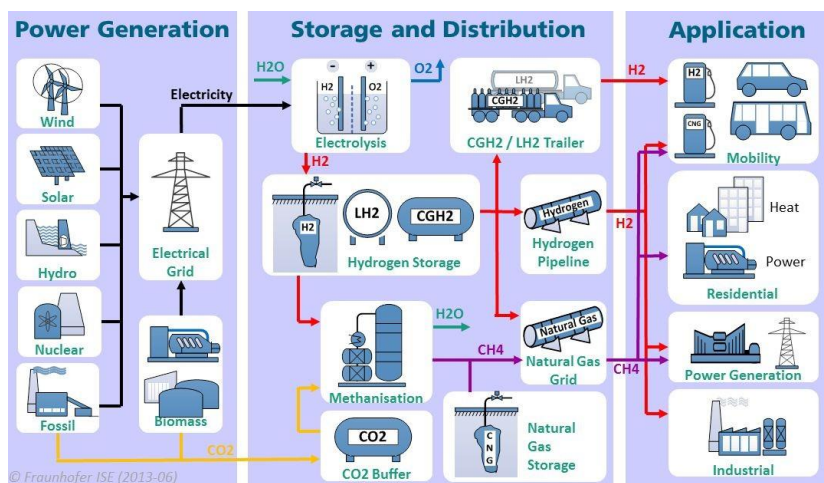 Power Generation
Wind
Solar
Hydro
Nuclear
Fossil
Electricity
Electrical
Grid
Biomass
CO2
© Fraunhofer ISE (2013-06)
Storage and Distribution
H2O
- +
H2 O2
Electrolysis
O2
LH2
CGH2
CGH2 / LH2 Trailer
H2
H2
LH2
CGH2
Hydrogen Storage
Hydrogen
Hydrogen
Pipeline
H2O
Methanisation
CH4
Natural Gas
Natural Gas
Grid
CO2
CO2 Buffer
C
N
G
Natural
Gas
Storage
Application
H2
H2
CNG
Mobility
H2
Heat
Power
Residential
CH4
Power Generation
Industrial